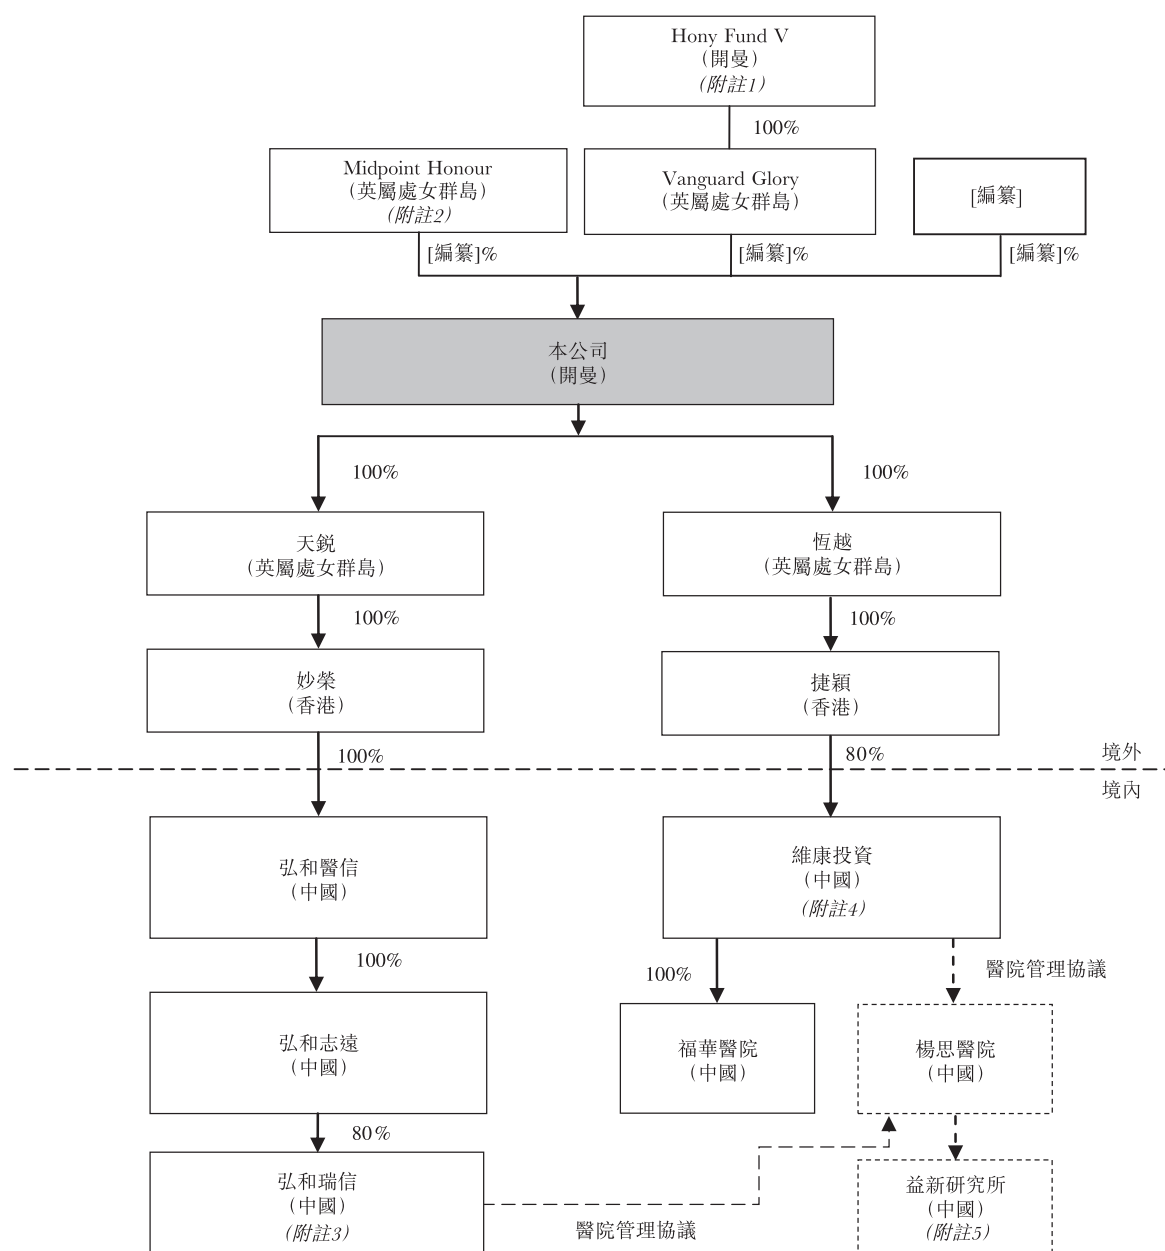 Hony Fund V
（開曼）
（附註1）
100%
Midpoint Honour
（英屬處女群島）
（附註2）
Vanguard Glory
（英屬處女群島）
[編纂]
[編纂]%
[編纂]%
[編纂]%
本公司
（開曼）
100%
100%
天鋭
（英屬處女群島）
恆越
（英屬處女群島）
100%
100%
妙榮
（香港）
捷穎
（香港）
100%
80%
境外
境內
弘和醫信
（中國）
維康投資
（中國）
（附註4）
100%
100%
醫院管理協議
弘和志遠
（中國）
福華醫院
（中國）
楊思醫院
（中國）
80%
弘和瑞信
（中國）
（附註3）
醫院管理協議
益新研究所
（中國）
（附註5）